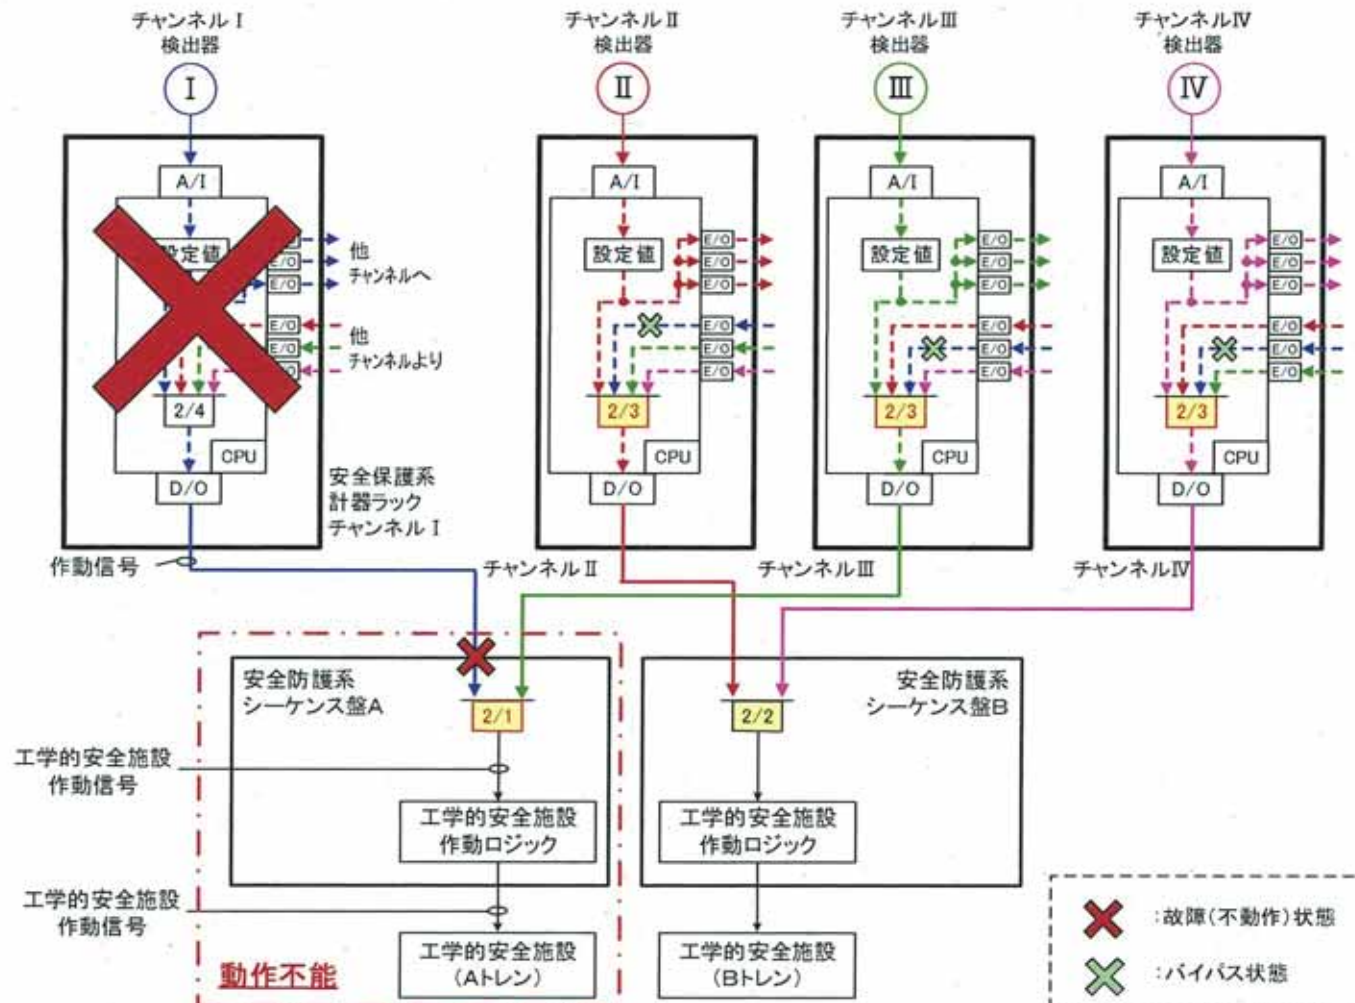 チャンネルⅠ
検出器
チャンネルⅡ
検出器
チャンネルⅢ
検出器
チャンネルⅣ
検出器
Ⅰ
Ⅱ
Ⅲ
Ⅳ
A/I
A/I
A/I
A/I
設定値
設定値
設定値
設定値
E/O
E/O
E/O
E/O
E/O
E/O
E/O
E/O
E/O
E/O
E/O
他
チャンネルへ
E/O
E/O
E/O
E/O
E/O
E/O
E/O
E/O
E/O
E/O
E/O
E/O
他
チャンネルより
2/4
2/3
2/3
2/3
CPU
CPU
CPU
CPU
D/O
D/O
D/O
D/O
安全保護系
計器ラック
チャンネルⅠ
作動信号
チャンネルⅡ
チャンネルⅢ
チャンネルⅣ
安全防護系
シーケンス盤A
安全防護系
シーケンス盤B
2/1
2/2
工学的安全施設
作動信号
工学的安全施設
作動ロジック
工学的安全施設
作動ロジック
工学的安全施設
作動信号
工学的安全施設
(Aトレン)
工学的安全施設
(Bトレン)
動作不能
:故障(不動作)状態
:バイパス状態